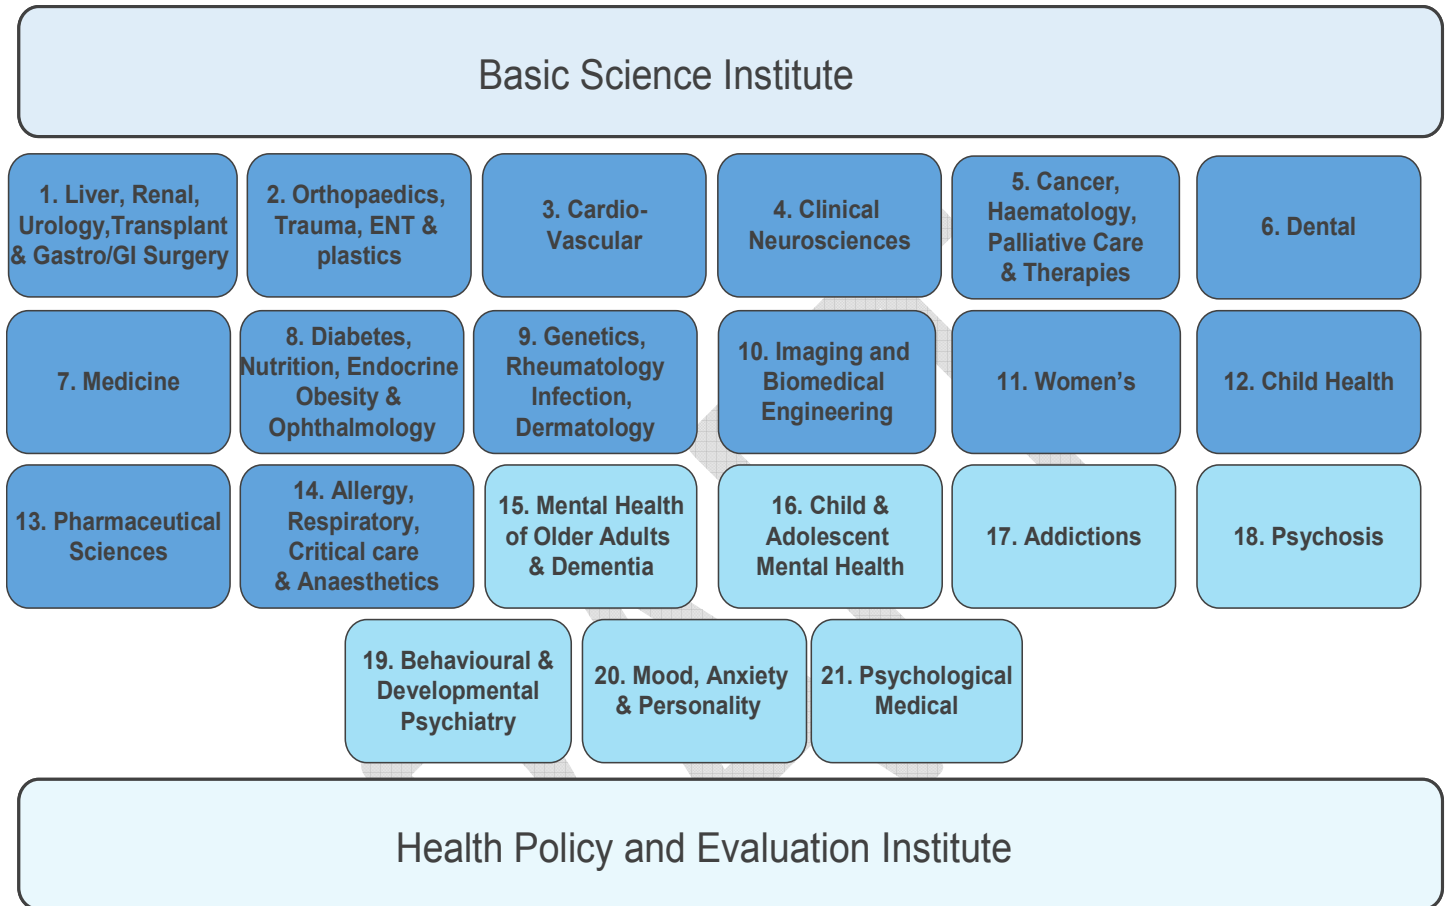 Basic Science Institute
1. Liver, Renal,
Urology,Transplant
& Gastro/GI Surgery
2. Orthopaedics,
Trauma, ENT &
plastics
3. Cardio-
Vascular
4. Clinical
Neurosciences
5. Cancer,
Haematology,
Palliative Care
& Therapies
6. Dental
7. Medicine
8. Diabetes,
Nutrition, Endocrine
Obesity &
Ophthalmology
9. Genetics,
Rheumatology
Infection,
Dermatology
10. Imaging and
Biomedical
Engineering
11. Women’s
12. Child Health
13. Pharmaceutical
Sciences
14. Allergy,
Respiratory,
Critical care
& Anaesthetics
15. Mental Health
of Older Adults
& Dementia
16. Child &
Adolescent
Mental Health
17. Addictions
18. Psychosis
19. Behavioural &
Developmental
Psychiatry
20. Mood, Anxiety
& Personality
21. Psychological
Medical
Health Policy and Evaluation Institute